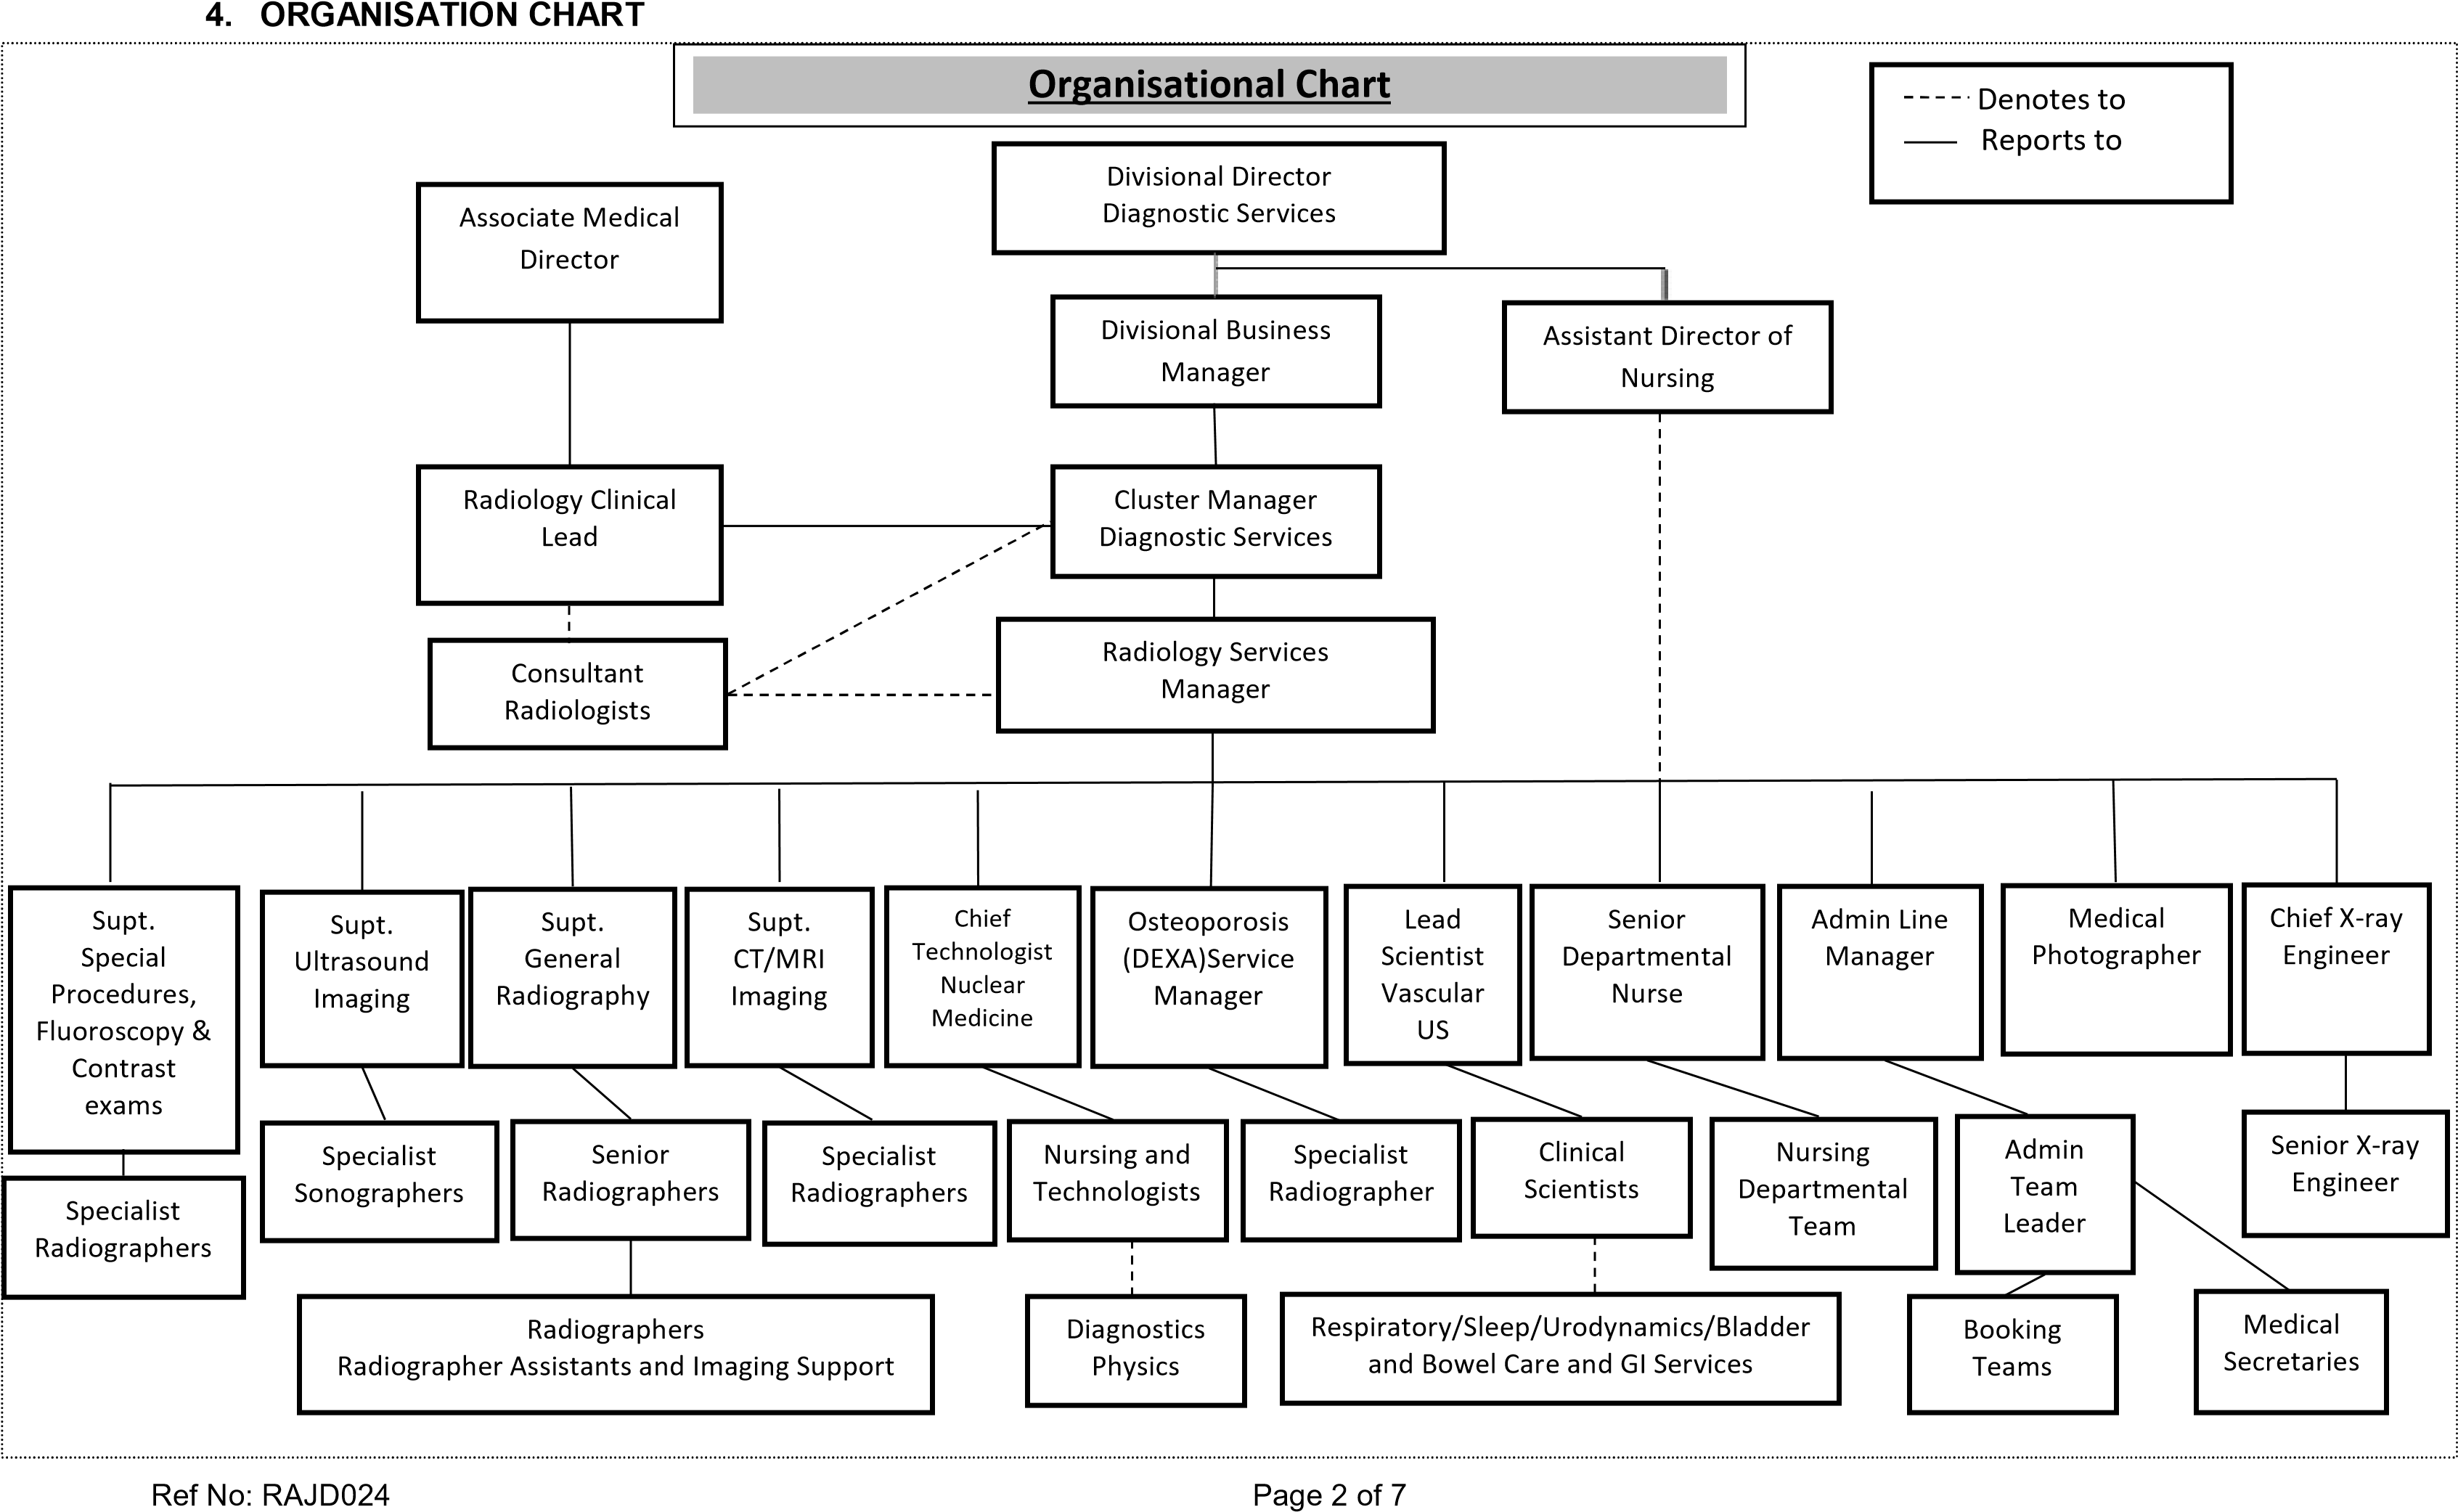 4. ORGANISATION CHART
Organisational Chart
Denotes to
Reports to
Divisional Director
Diagnostic Services
Associate Medical
Director
Divisional Business
Manager
Assistant Director of
Nursing
Radiology Clinical
Lead
Cluster Manager
Diagnostic Services
Consultant
Radiologists
Radiology Services
Manager
Supt.
Special
Procedures,
Fluoroscopy &
Contrast
exams
Supt.
Ultrasound
Imaging
Supt.
General
Radiography
Supt.
CT/MRI
Imaging
Chief
Technologist
Nuclear
Medicine
Osteoporosis
(DEXA)Service
Manager
Lead
Scientist
Vascular
US
Senior
Departmental
Nurse
Admin Line
Manager
Medical
Photographer
Chief X-ray
Engineer
Specialist
Radiographers
Specialist
Sonographers
Senior
Radiographers
Specialist
Radiographers
Nursing and
Technologists
Specialist
Radiographer
Clinical
Scientists
Nursing
Departmental
Team
Admin
Team
Leader
Senior X-ray
Engineer
Radiographers
Radiographer Assistants and Imaging Support
Diagnostics
Physics
Respiratory/Sleep/Urodynamics/Bladder
and Bowel Care and GI Services
Booking
Teams
Medical
Secretaries
Ref No: RAJD024
Page 2 of 7